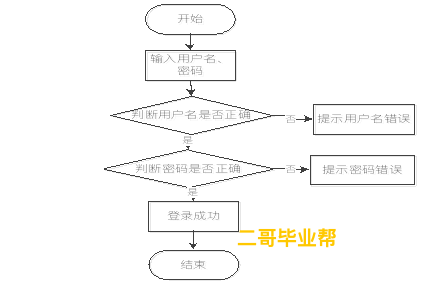 开始
输入用户名、
密码
判断用户名是否正确
否
提示用户名错误
是
判断密码是否正确
否
提示密码错误
是
登录成功
二哥毕业帮
结束